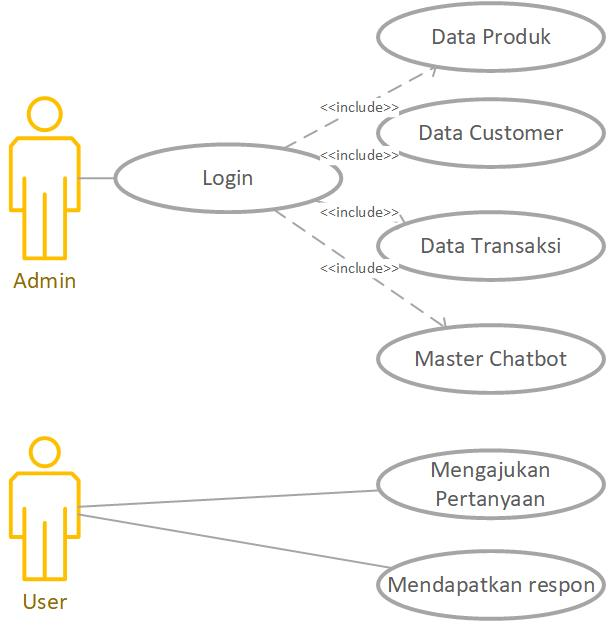 Data Produk
<<include>>
Data Customer
<<include>>
Login
<<include>>
Data Transaksi
<<include>>
Admin
Master Chatbot
Mengajukan
Pertanyaan
Mendapatkan respon
User